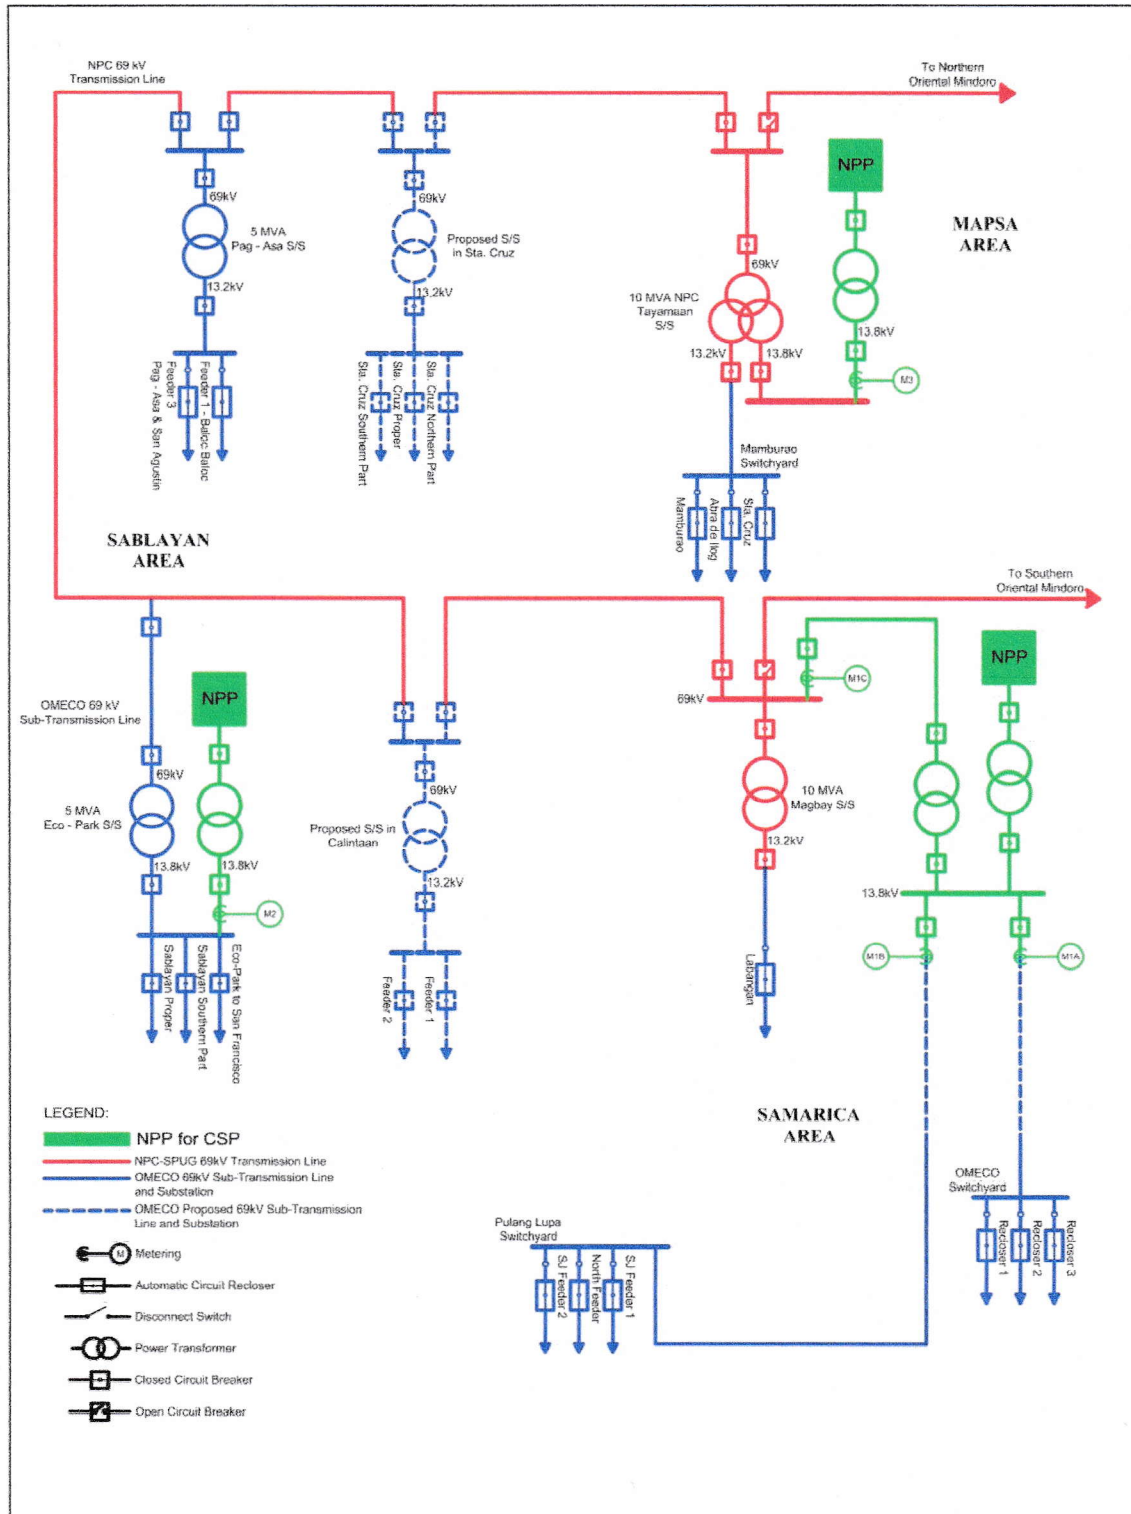 NPC 69 kV
Transmission Line
To Northern
Oriental Mindoro
NPP
MAPSA
AREA
69kV
5 MVA
Pag - Asa S/S
13.2kV
Feeder 3
Pag - Asa & San Agustin
Feeder 1 - Baloc Baloc
69kV
Proposed S/S
in Sta. Cruz
13.2kV
Sta. Cruz Southern Part
Sta. Cruz Proper
Sta. Cruz Northern Part
69kV
10 MVA NPC
Tayamaan
S/S
13.2kV
13.8kV
13.8kV
M3
Mamburao
Switchyard
Mamburao
Abra de Ilog
Sta. Cruz
SABLAYAN
AREA
To Southern
Oriental Mindoro
OMECO 69 kV
Sub-Transmission Line
NPP
69kV
5 MVA
Eco - Park S/S
13.8kV
13.8kV
M2
Sablayan Proper
Sablayan Southern Part
Eco-Park to San Francisco
69kV
Proposed S/S in
Calintaan
13.2kV
Feeder 2
Feeder 1
69kV
M1C
NPP
10 MVA
Magbay S/S
13.2kV
13.8kV
M1B
M1A
Labangan
SAMARICA
AREA
OMECO
Switchyard
Recloser 1
Recloser 2
Recloser 3
Pulang Lupa
Switchyard
SJ Feeder 2
North Feeder
SJ Feeder 1
LEGEND:
NPP for CSP
NPC-SPUG 69kV Transmission Line
OMECO 69kV Sub-Transmission Line
and Substation
OMECO Proposed 69kV Sub-Transmission
Line and Substation
M Metering
Automatic Circuit Recloser
Disconnect Switch
Power Transformer
Closed Circuit Breaker
Open Circuit Breaker